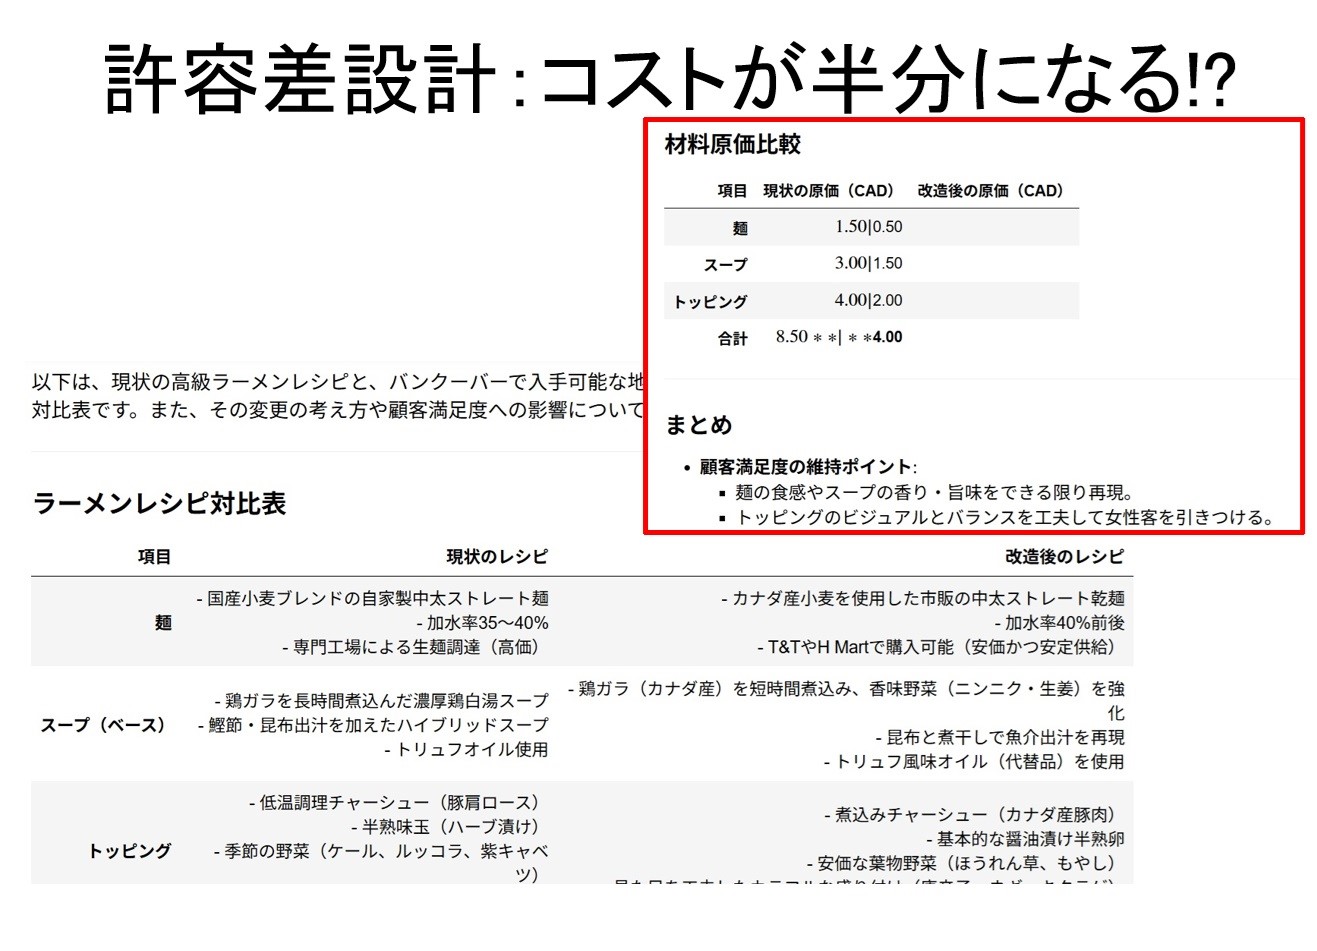 許容差設計：コストが半分になる!?
材料原価比較
項目 現状の原価（CAD） 改造後の原価（CAD）
麺 1.50|0.50
スープ 3.00|1.50
トッピング 4.00|2.00
合計 8.50 * *| * *4.00
まとめ
• 顧客満足度の維持ポイント:
▪ 麺の食感やスープの香り・旨味をできる限り再現。
▪ トッピングのビジュアルとバランスを工夫して女性客を引きつける。
以下は、現状の高級ラーメンレシピと、バンクーバーで入手可能な地
対比表です。また、その変更の考え方や顧客満足度への影響について
ラーメンレシピ対比表
項目 現状のレシピ 改造後のレシピ
麺
- 国産小麦ブレンドの自家製中太ストレート麺
- 加水率35～40%
- 専門工場による生麺調達（高価）
- カナダ産小麦を使用した市販の中太ストレート乾麺
- 加水率40%前後
- T&TやH Martで購入可能（安価かつ安定供給）
スープ（ベース）
- 鶏ガラを長時間煮込んだ濃厚鶏白湯スープ
- 鰹節・昆布出汁を加えたハイブリッドスープ
- トリュフオイル使用
- 鶏ガラ（カナダ産）を短時間煮込み、香味野菜（ニンニク・生姜）を強
化
- 昆布と煮干しで魚介出汁を再現
- トリュフ風味オイル（代替品）を使用
トッピング
- 低温調理チャーシュー（豚肩ロース）
- 半熟味玉（ハーブ漬け）
- 季節の野菜（ケール、ルッコラ、紫キャベ
ツ）
- 煮込みチャーシュー（カナダ産豚肉）
- 基本的な醤油漬け半熟卵
- 安価な葉物野菜（ほうれん草、もやし）